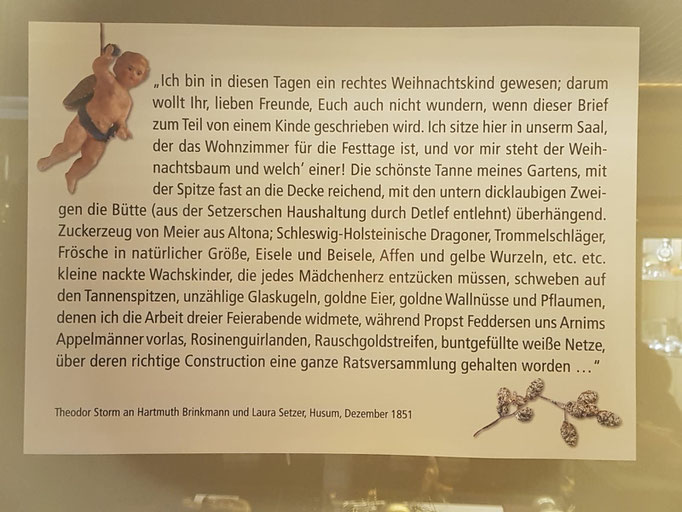 „Ich bin in diesen Tagen ein rechtes Weihnachtskind gewesen; darum
wollt Ihr, lieben Freunde, Euch auch nicht wundern, wenn dieser Brief
zum Teil von einem Kinde geschrieben wird. Ich sitze hier in unserm Saal,
der das Wohnzimmer für die Festtage ist, und vor mir steht der Weih-
nachtsbaum und welch’ einer! Die schönste Tanne meines Gartens, mit
der Spitze fast an die Decke reichend, mit den untern dicklaubigen Zwei-
gen die Bütte (aus der Setzerschen Haushaltung durch Detlef entlehnt) überhängend.
Zuckerzeug von Meier aus Altona; Schleswig-Holsteinische Dragoner, Trommelschläger,
Frösche in natürlicher Größe, Eisele und Beisele, Affen und gelbe Wurzeln, etc. etc.
kleine nackte Wachskinder, die jedes Mädchenherz entzücken müssen, schweben auf
den Tannenspitzen, unzählige Glaskugeln, goldne Eier, goldne Wallnüsse und Pflaumen,
denen ich die Arbeit dreier Feierabende widmete, während Propst Feddersen uns Arnims
Appelmänner vorlas, Rosinenguirlanden, Rauschgoldstreifen, buntgefüllte weiße Netze,
über deren richtige Construction eine ganze Ratsversammlung gehalten worden …“
Theodor Storm an Hartmuth Brinkmann und Laura Setzer, Husum, Dezember 1851